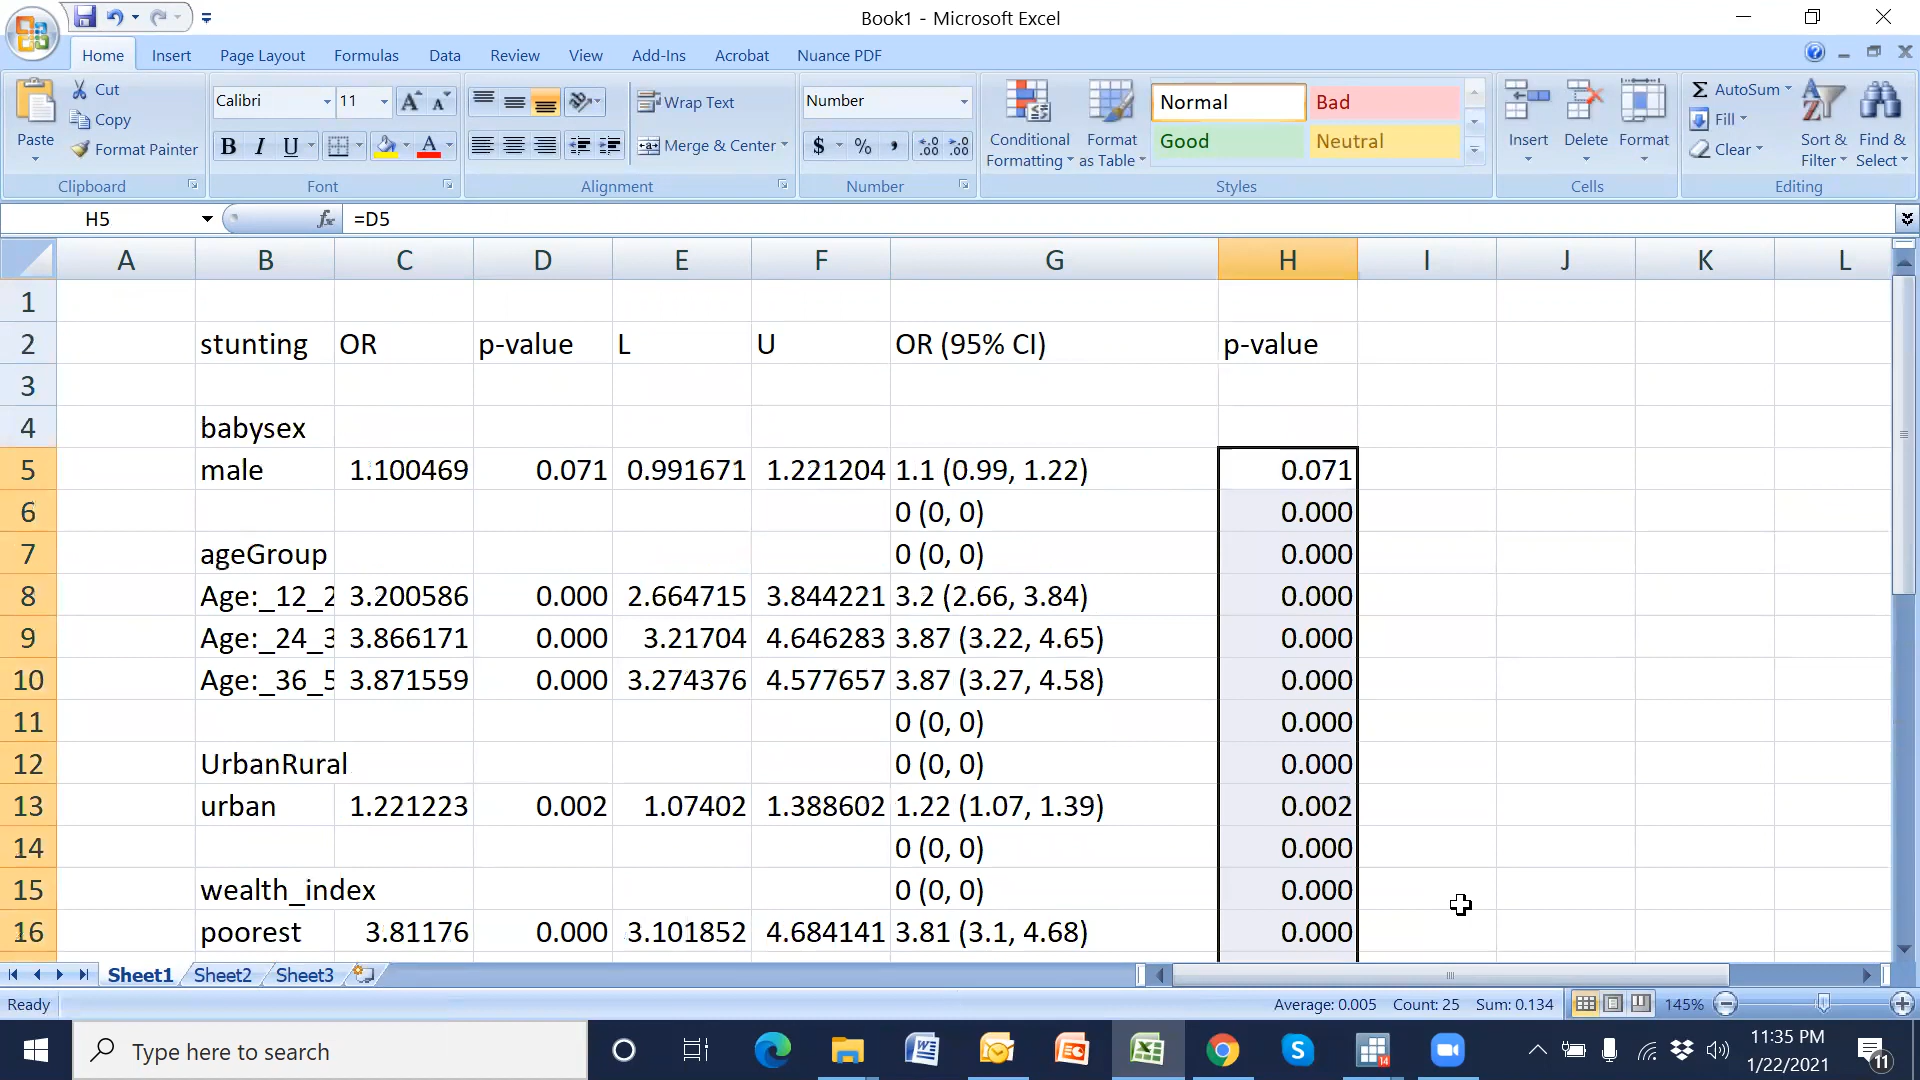 Book1 - Microsoft Excel
Home Insert Page Layout Formulas Data Review View Add-Ins Acrobat Nuance PDF
Paste
Cut
Copy
Format Painter
Clipboard
Calibri 11
B I U
Font
Wrap Text
Merge & Center
Alignment
Number
$ % ,
Number
Conditional Formatting
Format as Table
Normal Bad
Good Neutral
Styles
Insert Delete Format
Cells
Σ AutoSum
Fill
Clear
Sort & Filter
Find & Select
Editing
H5 fx =D5
A B C D E F G H I J K L
1
2 stunting OR p-value L U OR (95% CI) p-value
3
4 babysex
5 male 1.100469 0.071 0.991671 1.221204 1.1 (0.99, 1.22) 0.071
6 0 (0, 0) 0.000
7 ageGroup 0 (0, 0) 0.000
8 Age:_12_2 3.200586 0.000 2.664715 3.844221 3.2 (2.66, 3.84) 0.000
9 Age:_24_3 3.866171 0.000 3.21704 4.646283 3.87 (3.22, 4.65) 0.000
10 Age:_36_5 3.871559 0.000 3.274376 4.577657 3.87 (3.27, 4.58) 0.000
11 0 (0, 0) 0.000
12 UrbanRural 0 (0, 0) 0.000
13 urban 1.221223 0.002 1.07402 1.388602 1.22 (1.07, 1.39) 0.002
14 0 (0, 0) 0.000
15 wealth_index 0 (0, 0) 0.000
16 poorest 3.81176 0.000 3.101852 4.684141 3.81 (3.1, 4.68) 0.000
Sheet1 Sheet2 Sheet3
Ready Average: 0.005 Count: 25 Sum: 0.134 145%
Type here to search
11:35 PM
1/22/2021
14
11